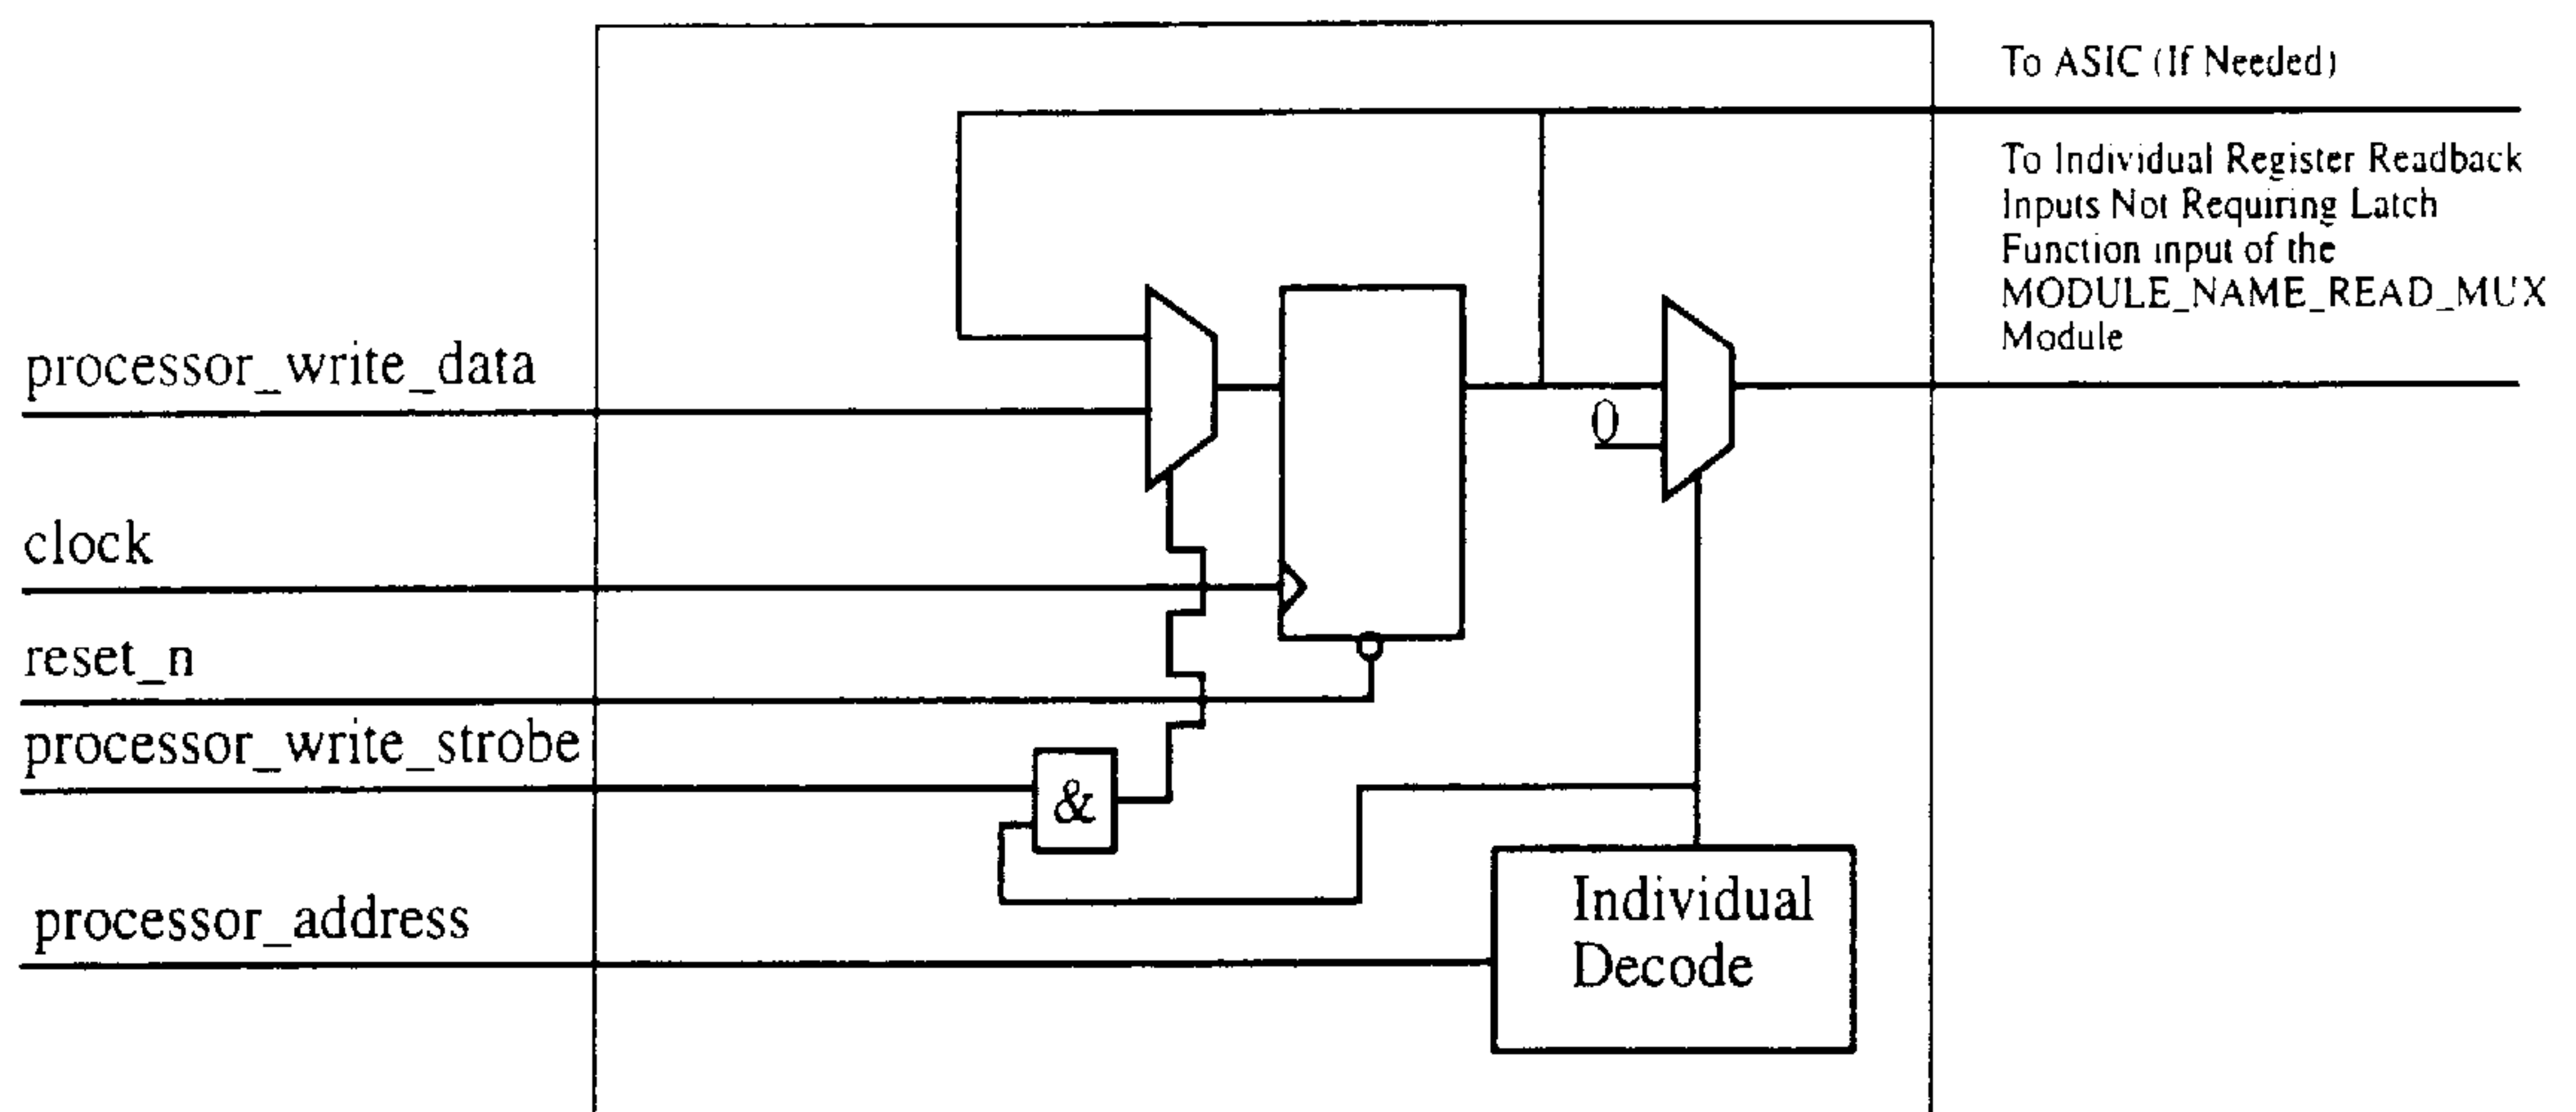 To ASIC (If Needed)
To Individual Register Readback
Inputs Not Requiring Latch
Function input of the
MODULE_NAME_READ_MUX
Module
processor_write_data
0
clock
reset_n
processor_write_strobe
&
processor_address
Individual
Decode